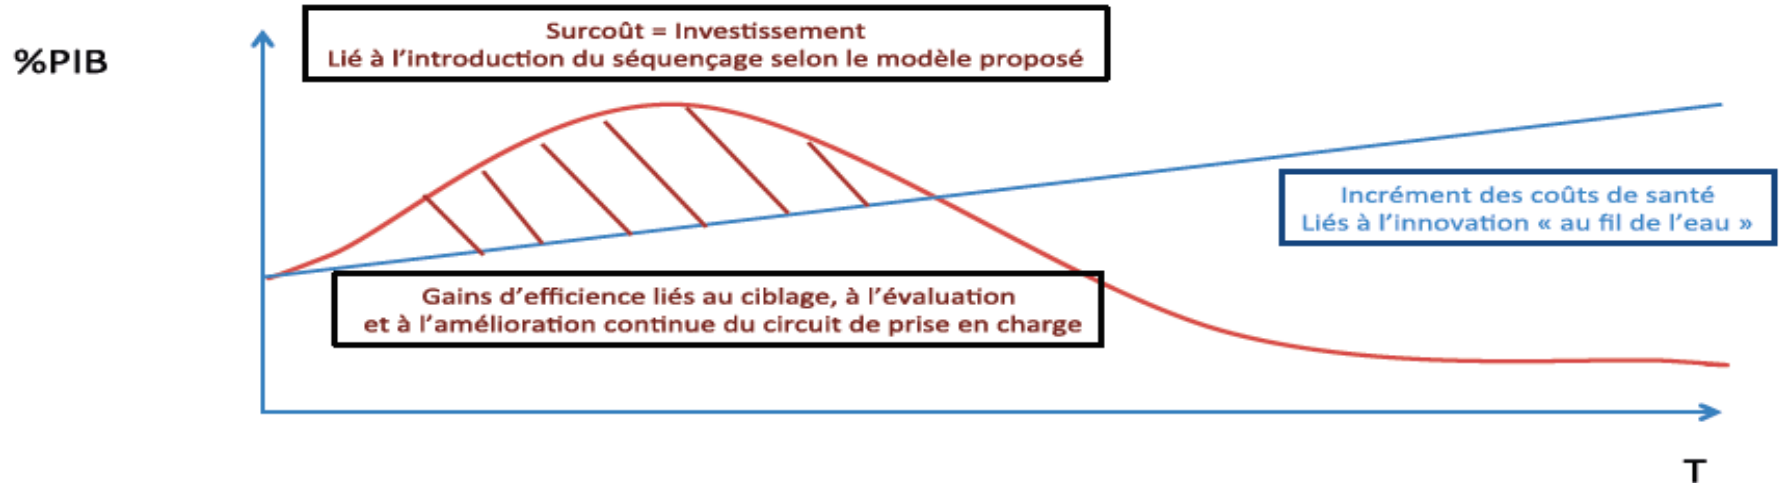 %PIB
Surcoût = Investissement
Lié à l'introduction du séquençage selon le modèle proposé
Incrément des coûts de santé
Liés à l'innovation « au fil de l'eau »
Gains d'efficience liés au ciblage, à l'évaluation
et à l'amélioration continue du circuit de prise en charge
T